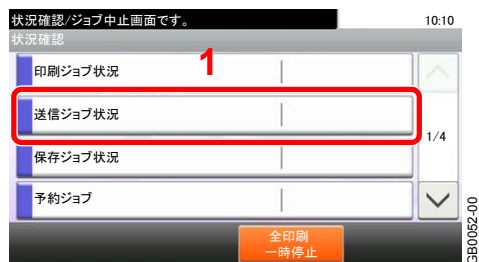 状況確認/ジョブ中止画面です。 10:10
状況確認
印刷ジョブ状況
1
送信ジョブ状況
1/4
保存ジョブ状況
予約ジョブ
全印刷
一時停止
GB0052-00